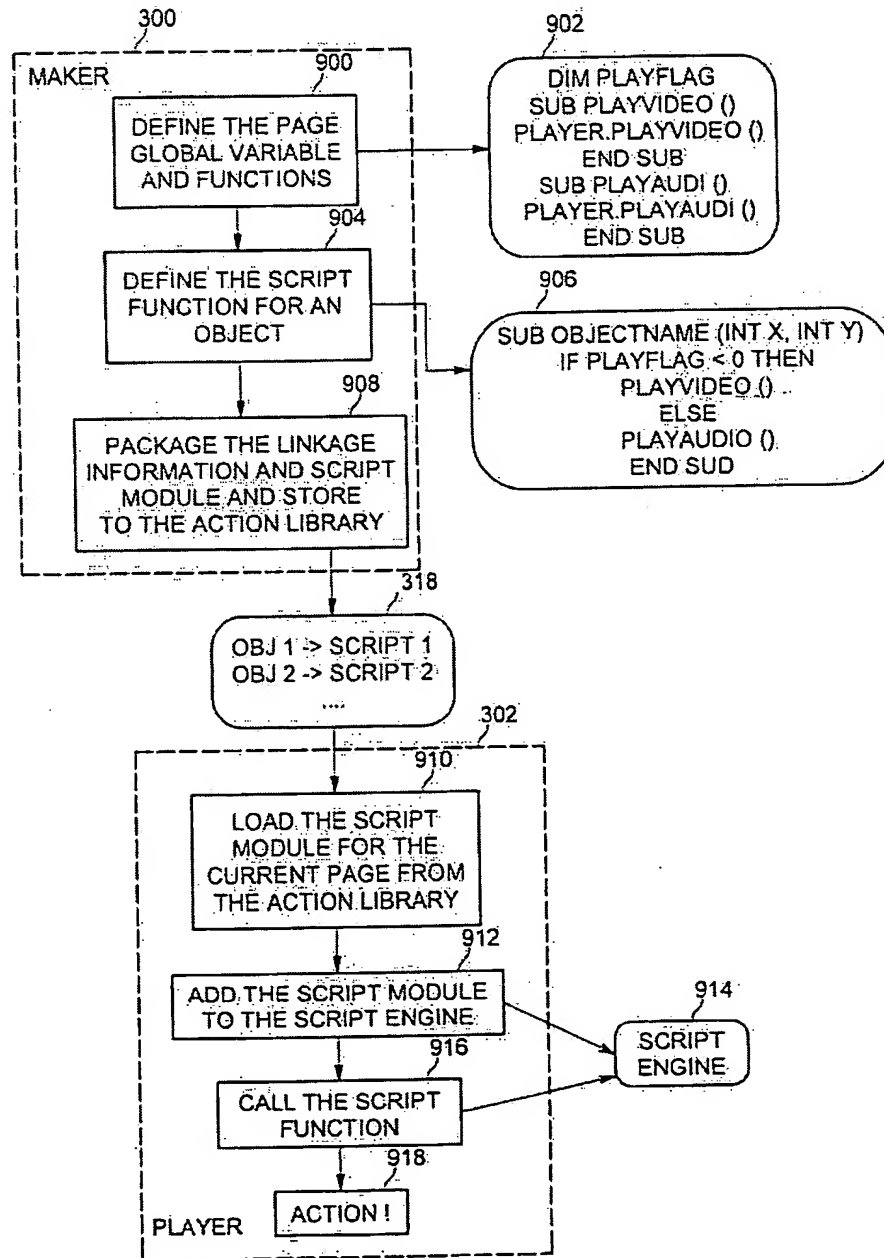 300
MAKER
900
DEFINE THE PAGE
GLOBAL VARIABLE
AND FUNCTIONS
902
DIM PLAYFLAG
SUB PLAYVIDEO ()
PLAYER.PLAYVIDEO ()
END SUB
SUB PLAYAUDI ()
PLAYER.PLAYAUDI ()
END SUB
904
DEFINE THE SCRIPT
FUNCTION FOR AN
OBJECT
906
SUB OBJECTNAME (INT X, INT Y)
IF PLAYFLAG < 0 THEN
PLAYVIDEO ()
ELSE
PLAYAUDIO ()
END SUD
908
PACKAGE THE LINKAGE
INFORMATION AND SCRIPT
MODULE AND STORE
TO THE ACTION LIBRARY
318
OBJ 1 -> SCRIPT 1
OBJ 2 -> SCRIPT 2
....
302
910
LOAD THE SCRIPT
MODULE FOR THE
CURRENT PAGE FROM
THE ACTION LIBRARY
912
ADD THE SCRIPT MODULE
TO THE SCRIPT ENGINE
914
SCRIPT
ENGINE
916
CALL THE SCRIPT
FUNCTION
918
ACTION !
PLAYER